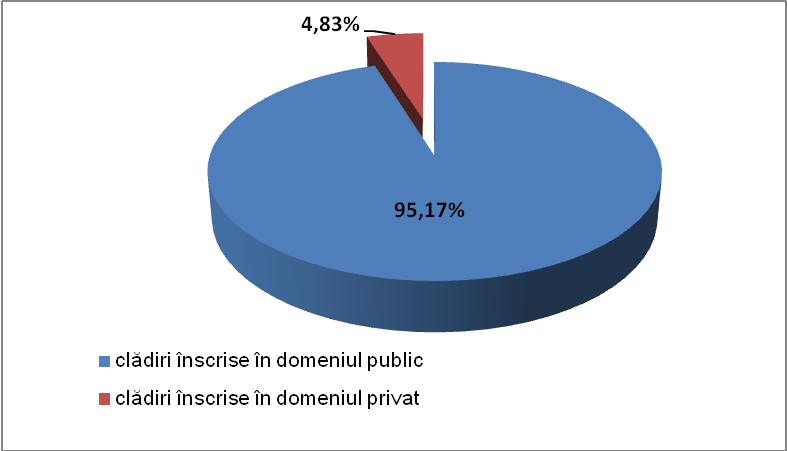 4,83%
95,17%
clădiri înscrise în domeniul public
clădiri înscrise în domeniul privat